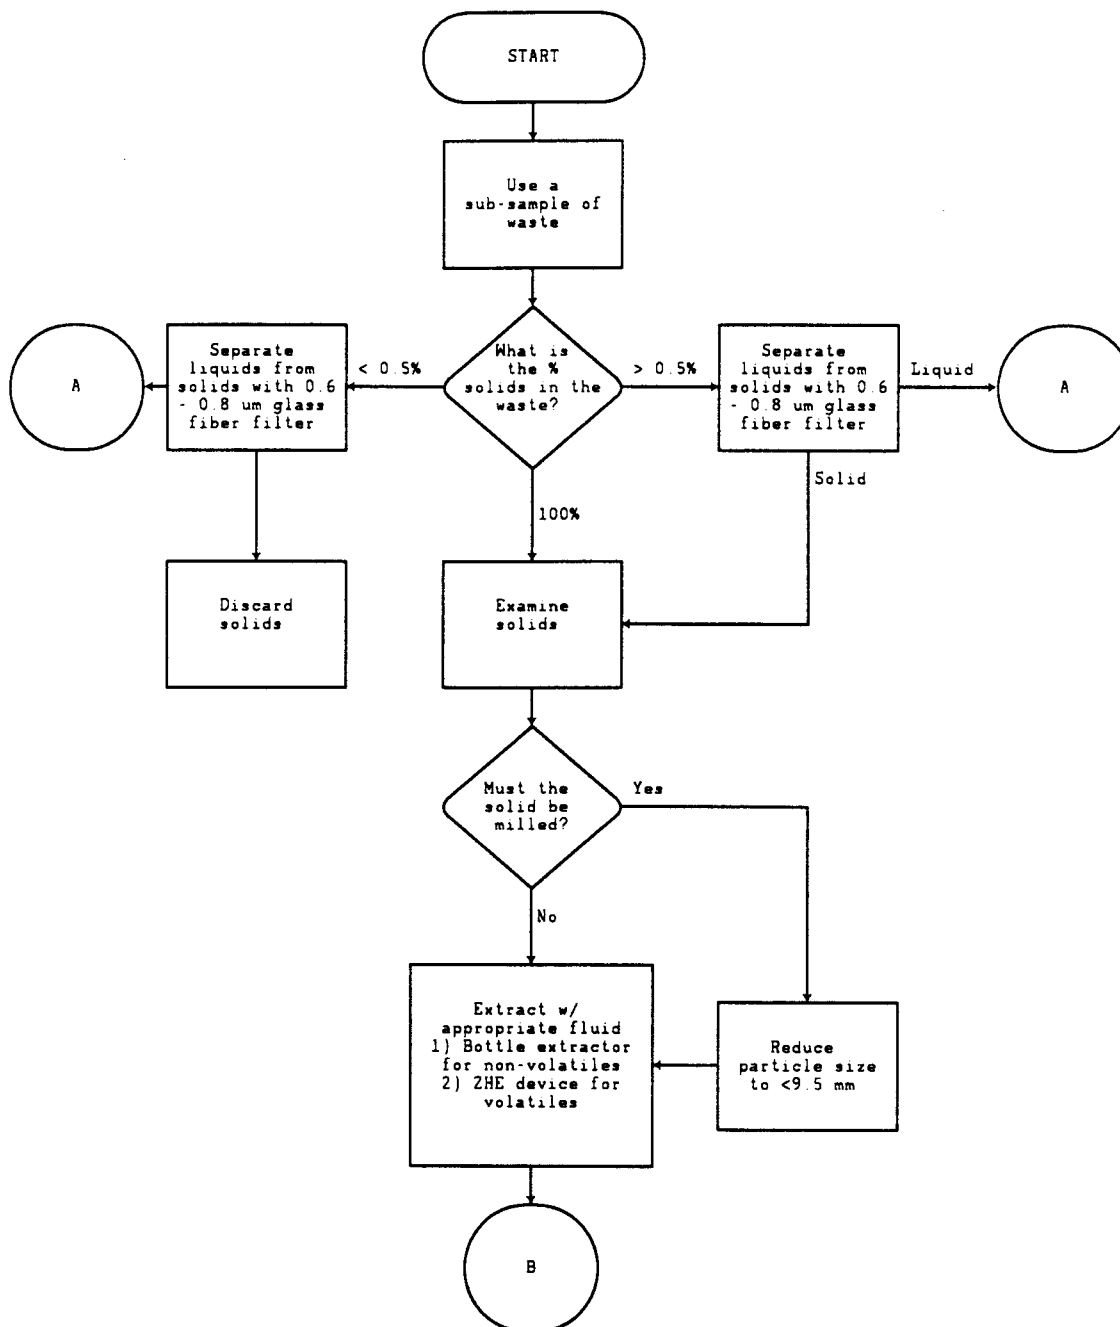 START
Use a
sub-sample of
waste
A
Separate
liquids from
solids with 0.6
- 0.8 um glass
fiber filter
< 0.5%
What is
the %
solids in the
waste?
> 0.5%
Separate
liquids from
solids with 0.6
- 0.8 um glass
fiber filter
Liquid
A
Solid
100%
Discard
solids
Examine
solids
Must the
solid be
milled?
Yes
No
Extract w/
appropriate fluid
1) Bottle extractor
for non-volatiles
2) ZHE device for
volatiles
Reduce
particle size
to <9.5 mm
B